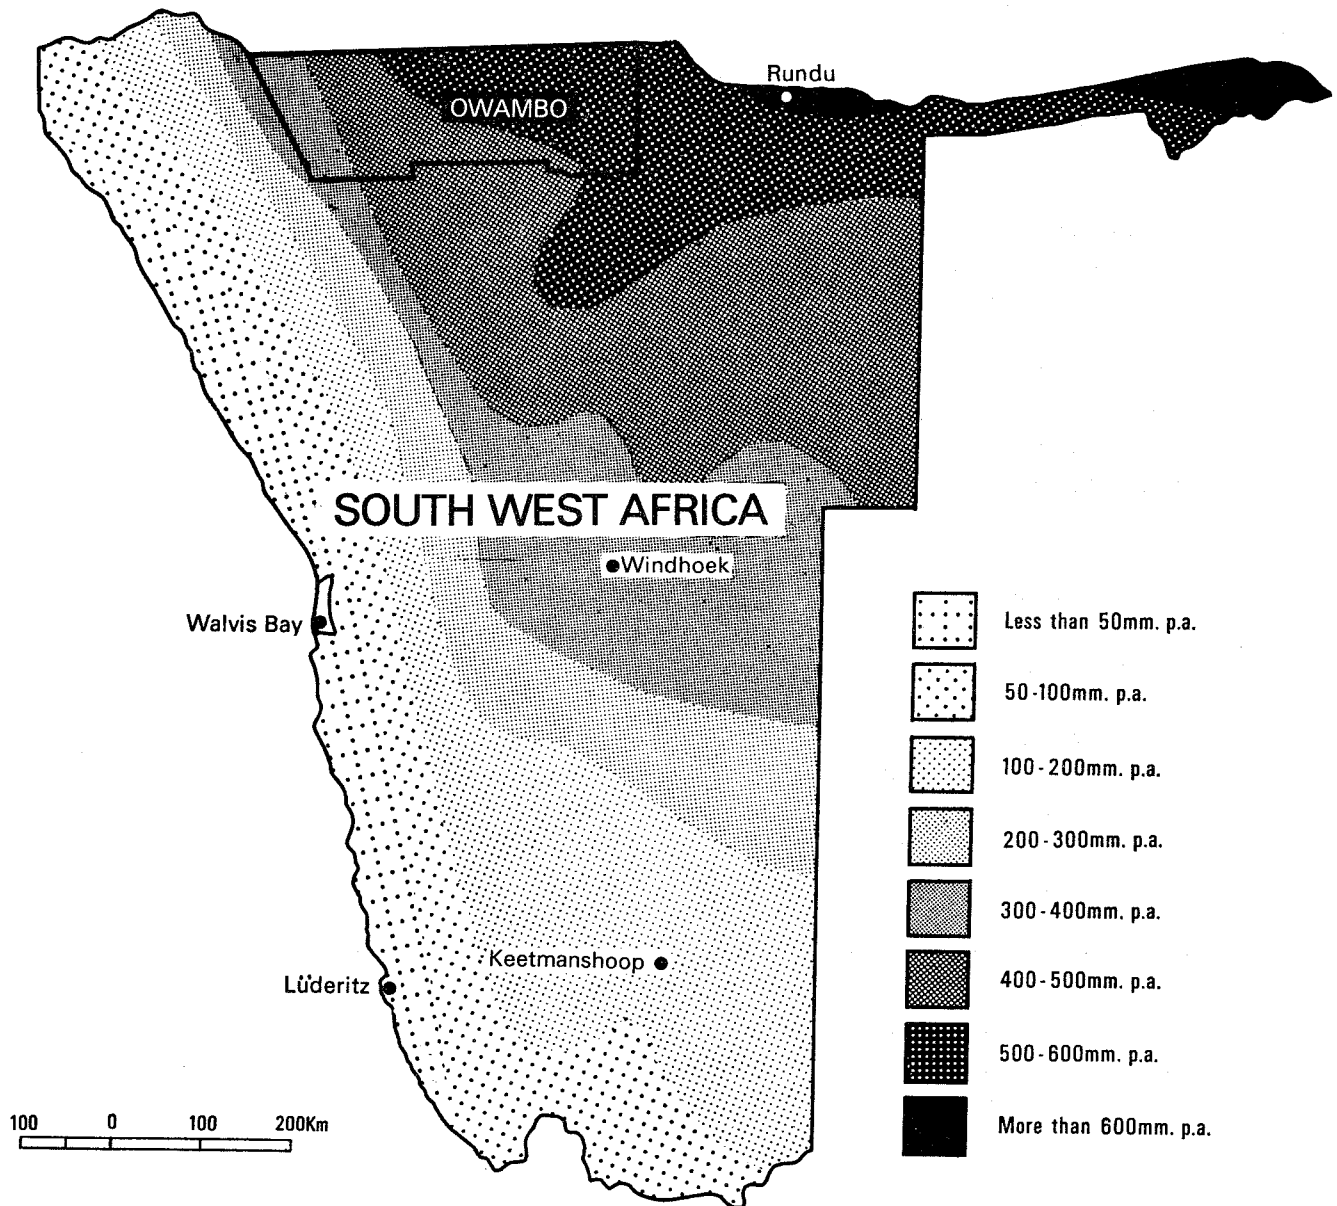 Rundu
OWAMBO
SOUTH WEST AFRICA
Windhoek
Walvis Bay
Keetmanshoop
Lüderitz
100 0 100 200Km
Less than 50mm. p.a.
50-100mm. p.a.
100-200mm. p.a.
200-300mm. p.a.
300-400mm. p.a.
400-500mm. p.a.
500-600mm. p.a.
More than 600mm. p.a.